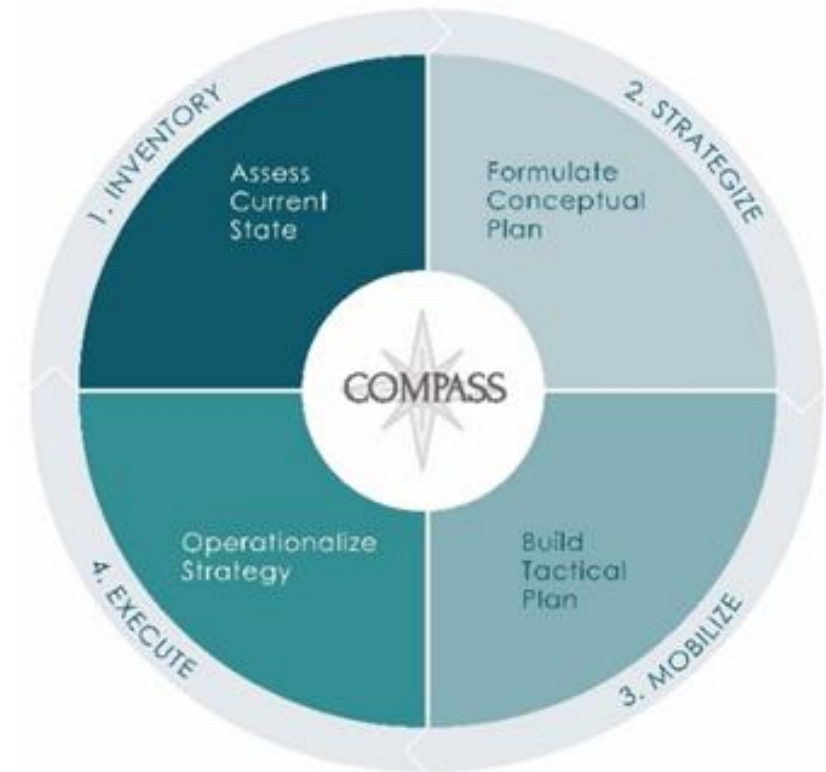 1. INVENTORY
Assess
Current
State
2. STRATEGIZE
Formulate
Conceptual
Plan
COMPASS
3. MOBILIZE
Build
Tactical
Plan
4. EXECUTE
Operationalize
Strategy